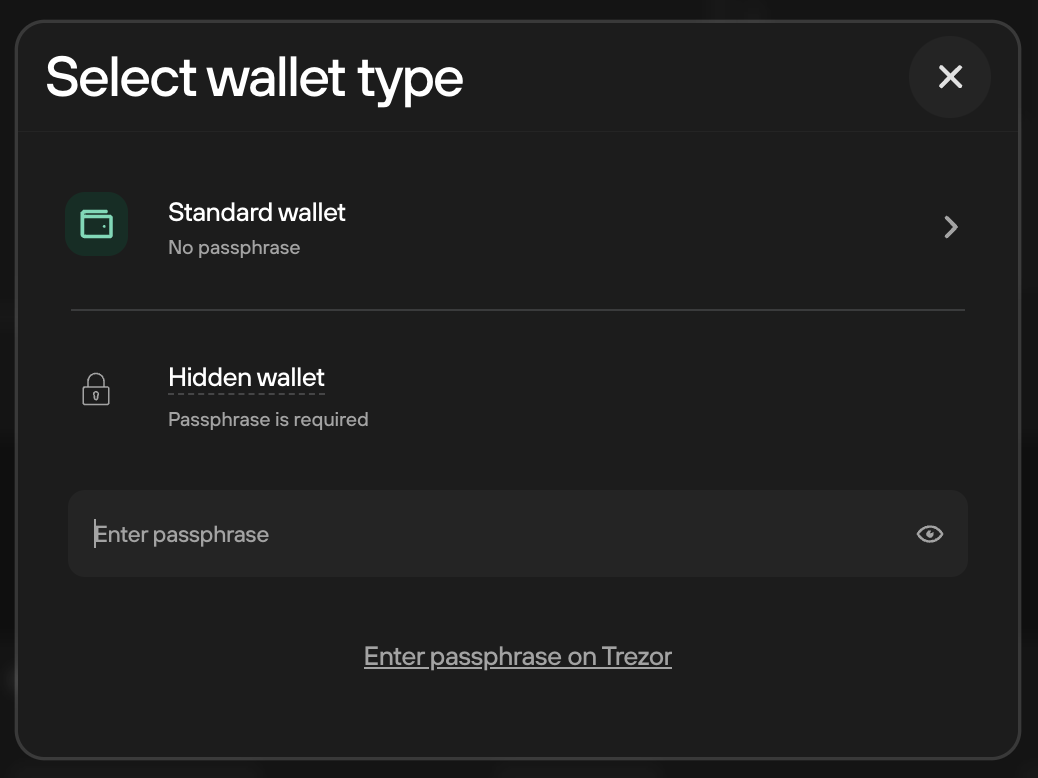 Select wallet type
Standard wallet
No passphrase
Hidden wallet
Passphrase is required
Enter passphrase
Enter passphrase on Trezor